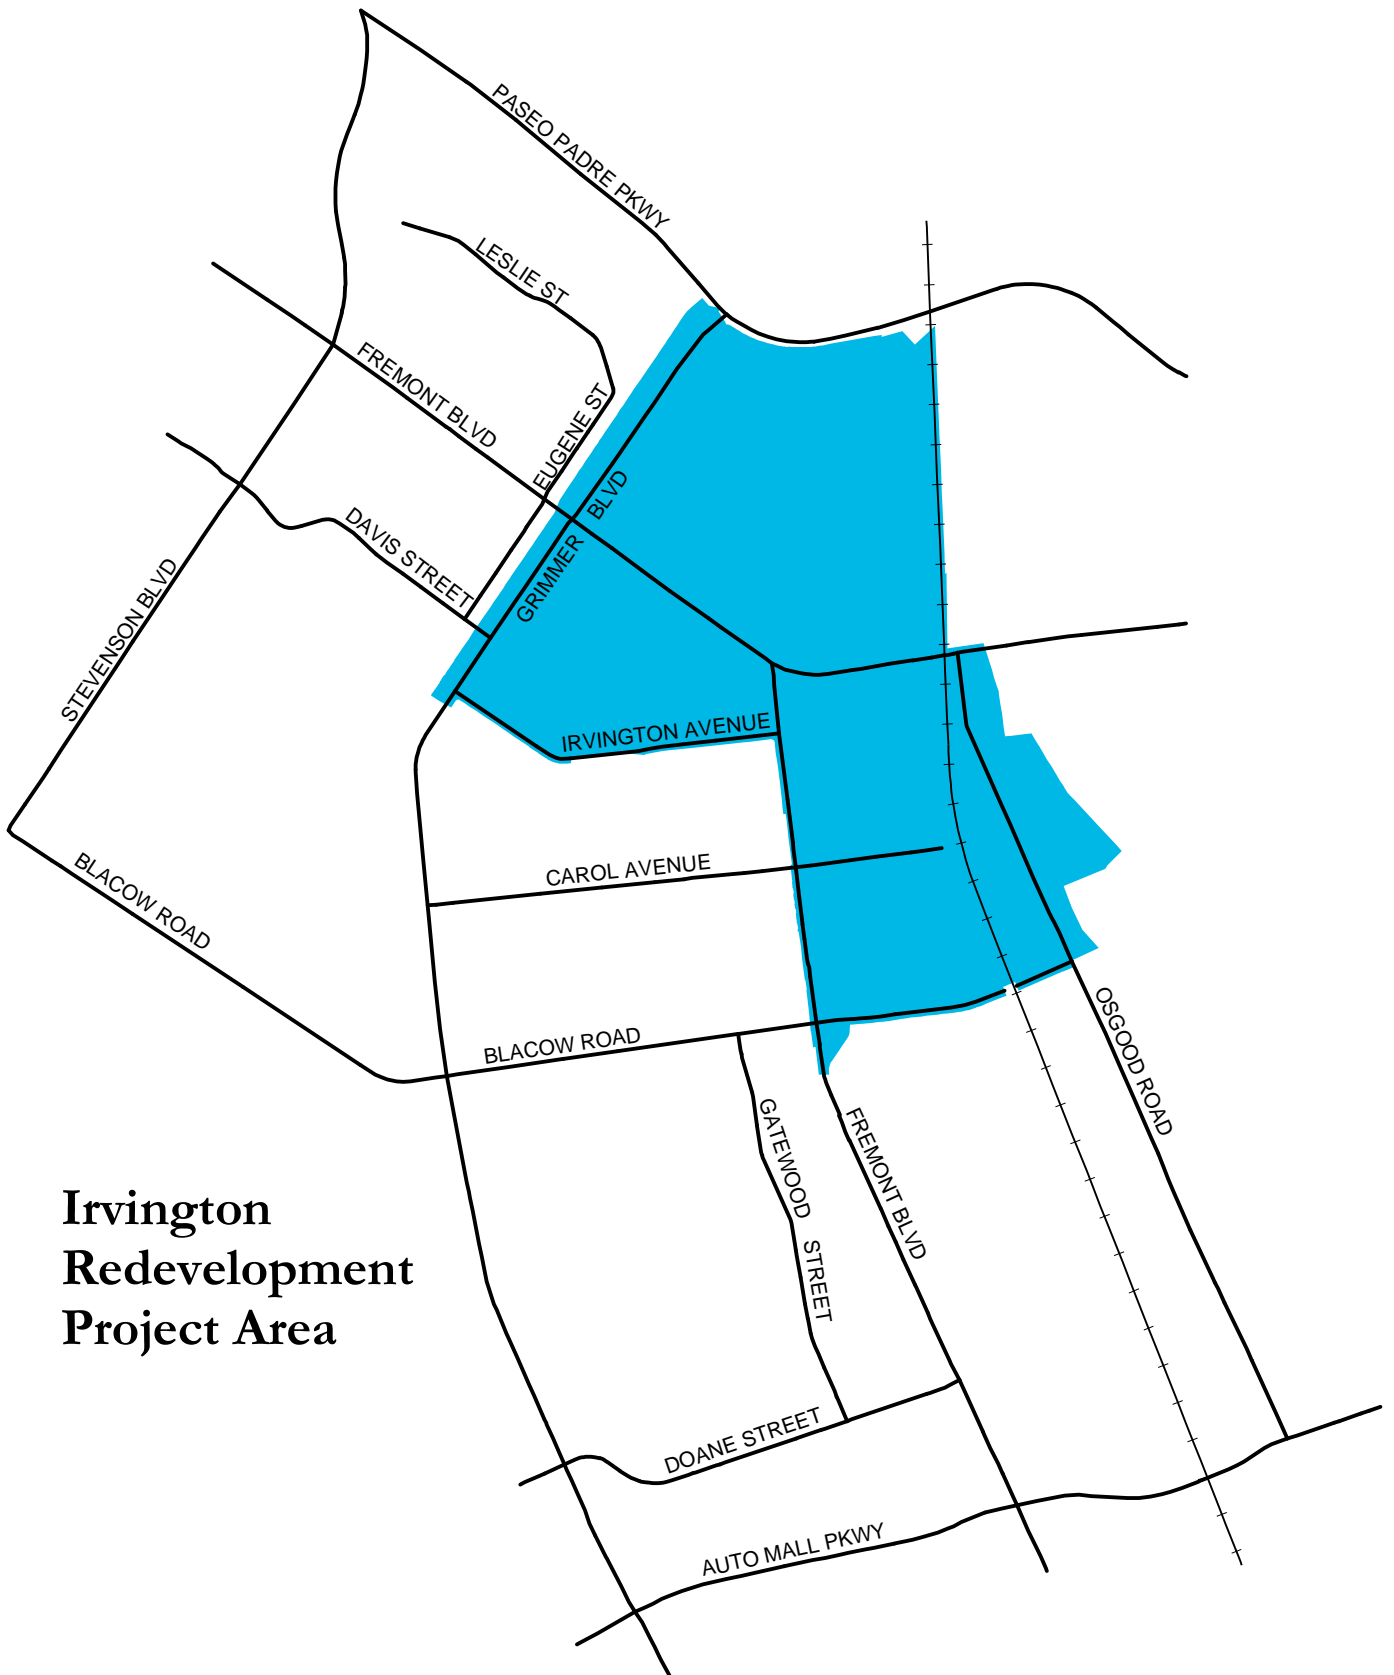 PASEO PADRE PKWY
LESLIE ST
FREMONT BLVD
EUGENE ST
GRIMMER BLVD
DAVIS STREET
STEVENSON BLVD
IRVINGTON AVENUE
CAROL AVENUE
BLACOW ROAD
BLACOW ROAD
OSGOOD ROAD
GATEWOOD STREET
FREMONT BLVD
Irvington
Redevelopment
Project Area
DOANE STREET
AUTO MALL PKWY